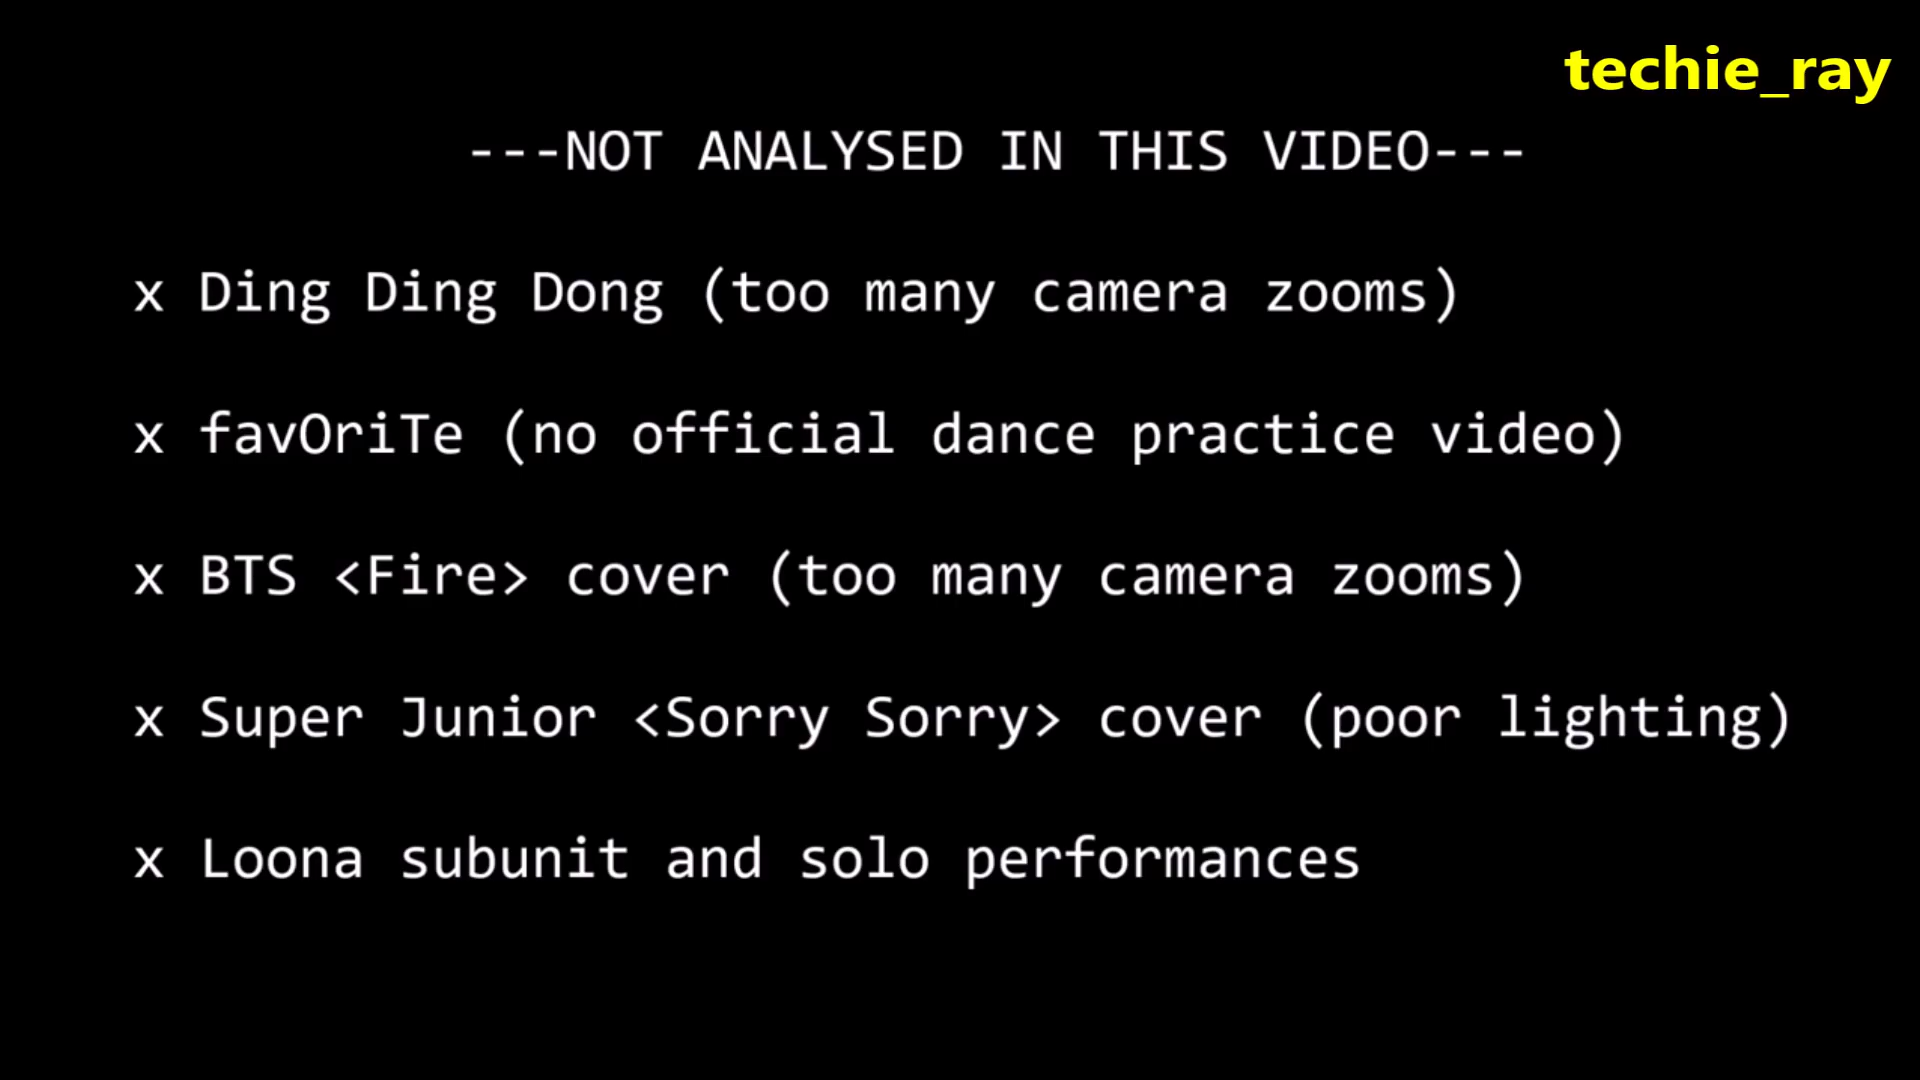 techie_ray
---NOT ANALYSED IN THIS VIDEO---
x Ding Ding Dong (too many camera zooms)
x favOriTe (no official dance practice video)
x BTS <Fire> cover (too many camera zooms)
x Super Junior <Sorry Sorry> cover (poor lighting)
x Loona subunit and solo performances